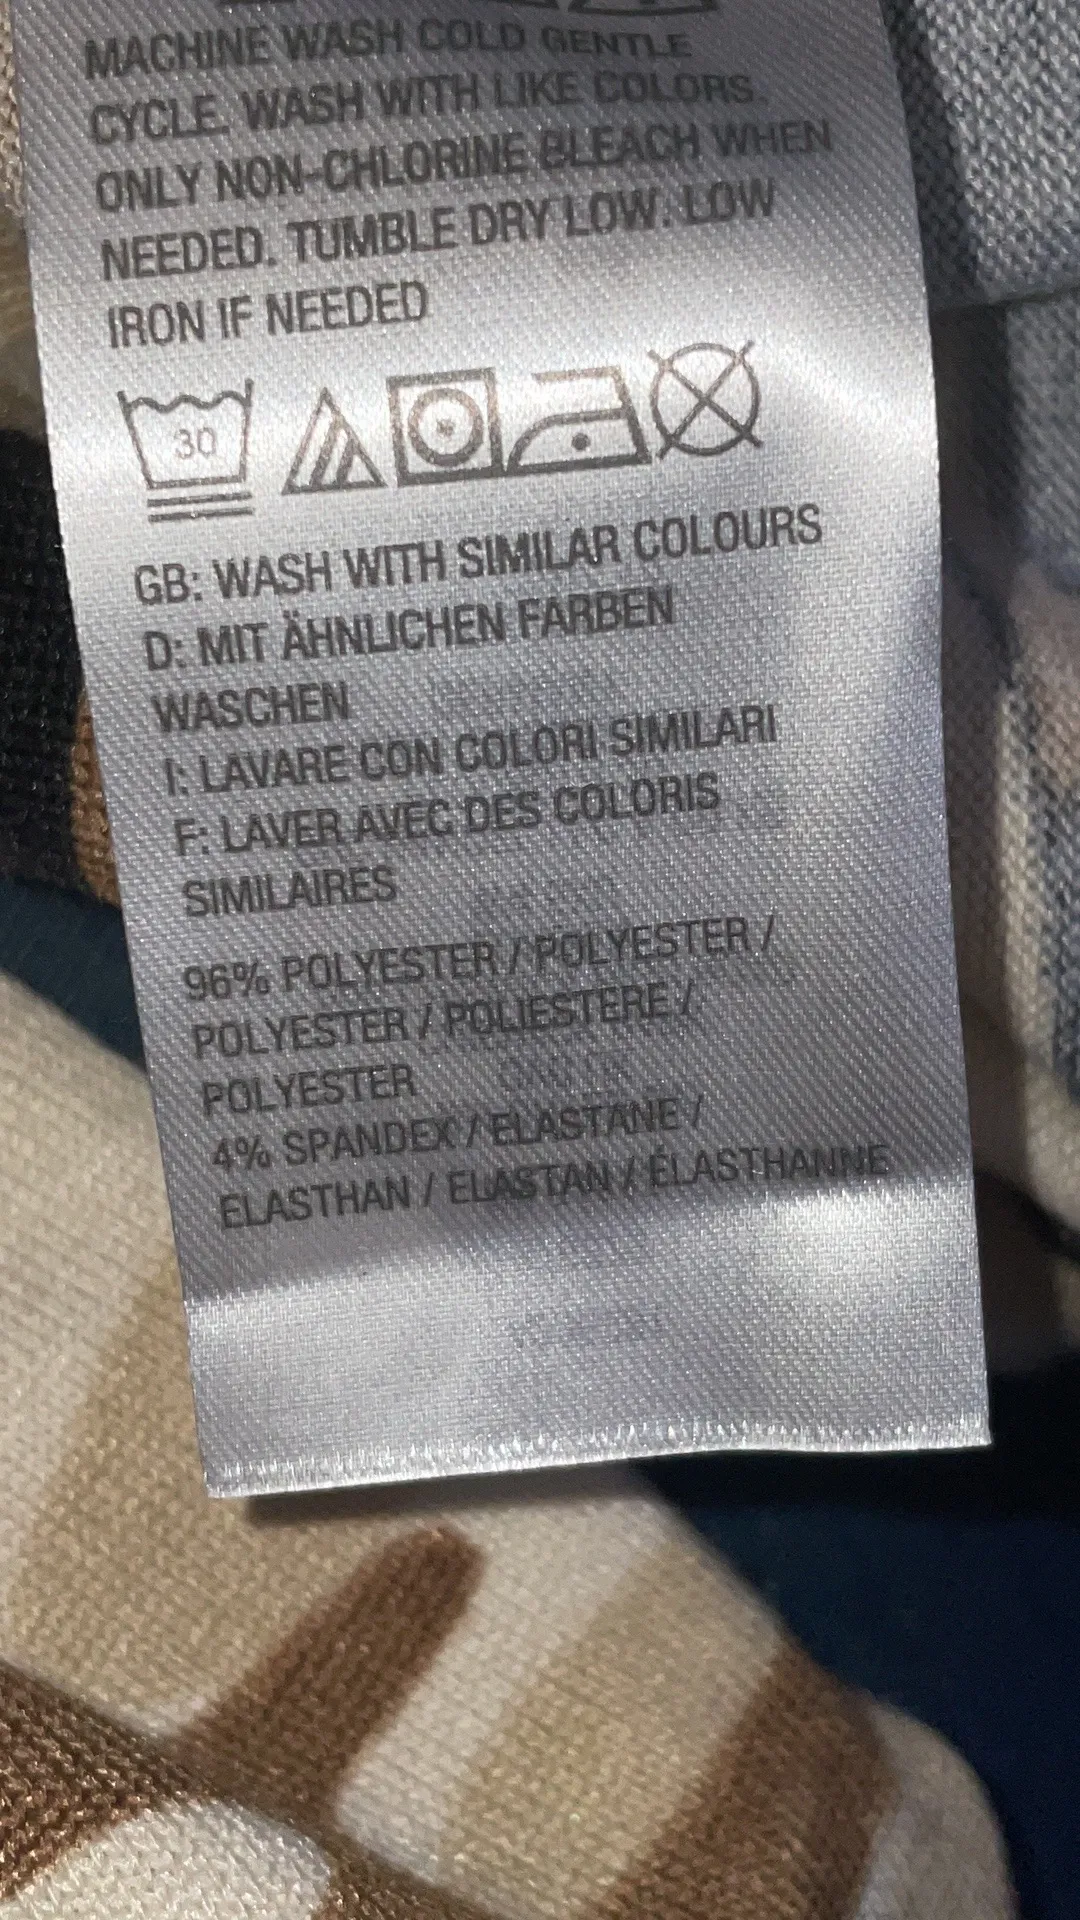 MACHINE WASH COLD GENTLE
CYCLE. WASH WITH LIKE COLORS.
ONLY NON-CHLORINE BLEACH WHEN
NEEDED. TUMBLE DRY LOW. LOW
IRON IF NEEDED
30
GB: WASH WITH SIMILAR COLOURS
D: MIT ÄHNLICHEN FARBEN
WASCHEN
I: LAVARE CON COLORI SIMILARI
F: LAVER AVEC DES COLORIS
SIMILAIRES
96% POLYESTER / POLYESTER /
POLYESTER / POLIESTERE /
POLYESTER
4% SPANDEX / ELASTANE /
ELASTHAN / ELASTAN / ÉLASTHANNE